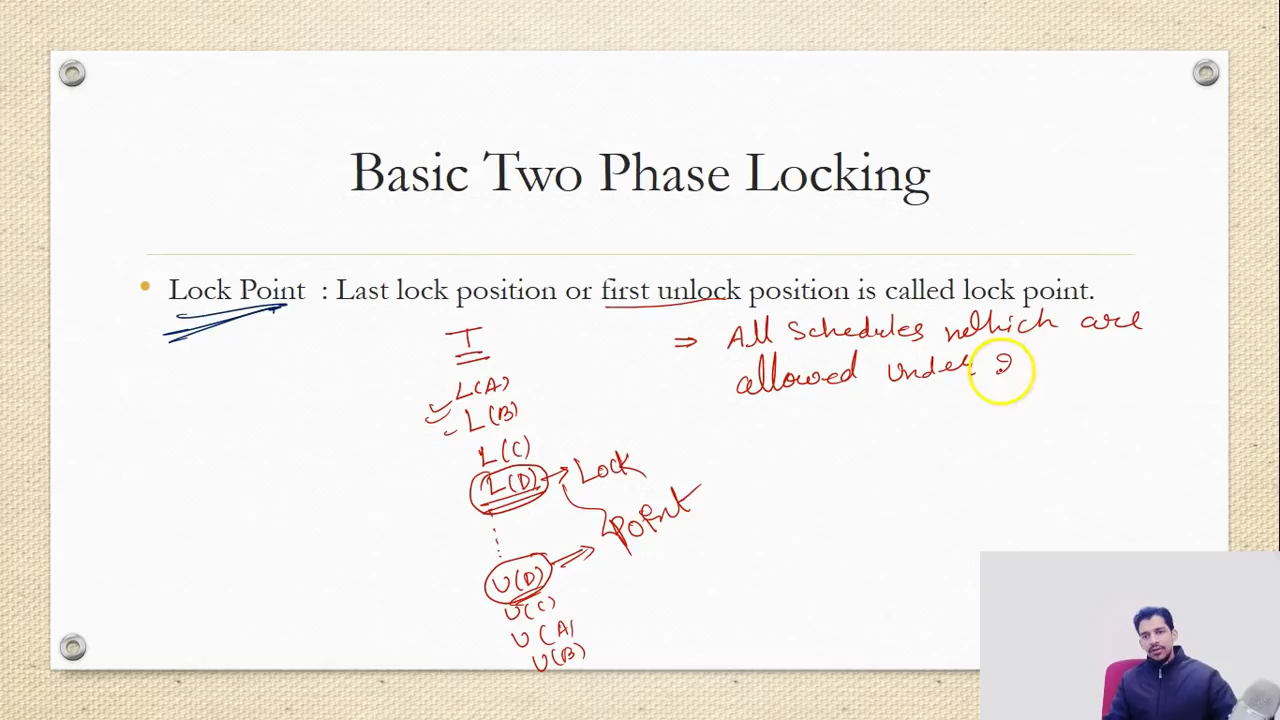 Basic Two Phase Locking
Lock Point : Last lock position or first unlock position is called lock point.
T
⇒ All schedules which are
allowed under 2
L(A)
L(B)
L(C)
L(D) → Lock
Point
U(D)
U(C)
U(A)
U(B)